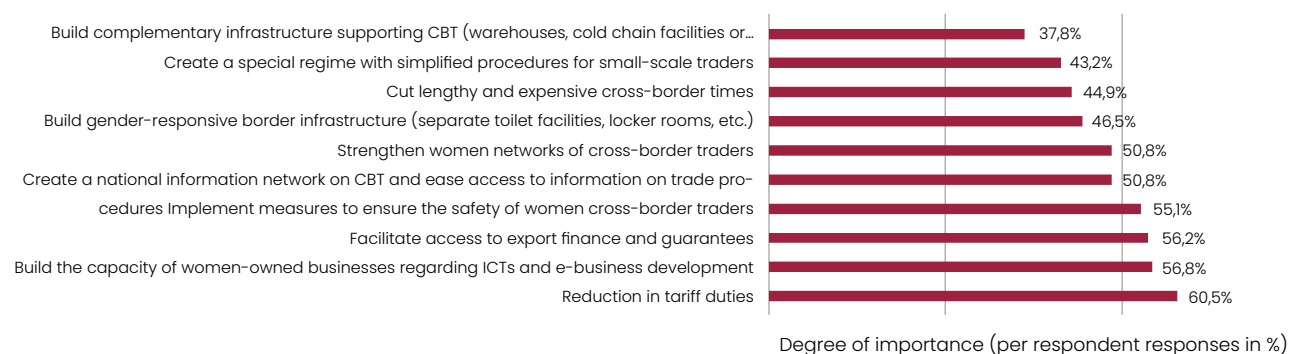 Build complementary infrastructure supporting CBT (warehouses, cold chain facilities or… 37,8%
Create a special regime with simplified procedures for small-scale traders 43,2%
Cut lengthy and expensive cross-border times 44,9%
Build gender-responsive border infrastructure (separate toilet facilities, locker rooms, etc.) 46,5%
Strengthen women networks of cross-border traders 50,8%
Create a national information network on CBT and ease access to information on trade pro- 50,8%
cedures Implement measures to ensure the safety of women cross-border traders 55,1%
Facilitate access to export finance and guarantees 56,2%
Build the capacity of women-owned businesses regarding ICTs and e-business development 56,8%
Reduction in tariff duties 60,5%
Degree of importance (per respondent responses in %)